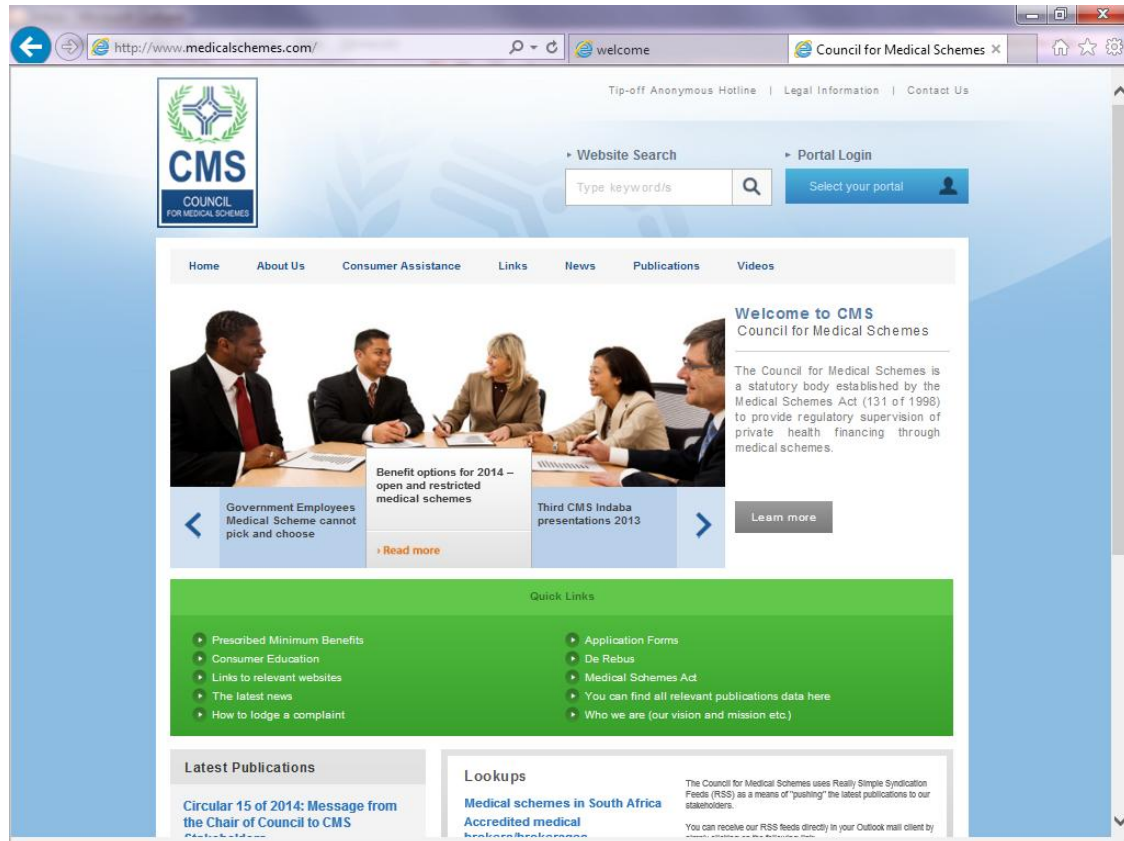 http://www.medicalschemes.com/
welcome
Council for Medical Schemes
Tip-off Anonymous Hotline | Legal Information | Contact Us
CMS
COUNCIL
FOR MEDICAL SCHEMES
Website Search
Portal Login
Type keyword/s
Select your portal
Home About Us Consumer Assistance Links News Publications Videos
Welcome to CMS
Council for Medical Schemes
The Council for Medical Schemes is
a statutory body established by the
Medical Schemes Act (131 of 1998)
to provide regulatory supervision of
private health financing through
medical schemes.
Learn more
Government Employees
Medical Scheme cannot
pick and choose
Benefit options for 2014 –
open and restricted
medical schemes
› Read more
Third CMS Indaba
presentations 2013
Quick Links
Prescribed Minimum Benefits
Consumer Education
Links to relevant websites
The latest news
How to lodge a complaint
Application Forms
De Rebus
Medical Schemes Act
You can find all relevant publications data here
Who we are (our vision and mission etc.)
Latest Publications
Circular 15 of 2014: Message from
the Chair of Council to CMS
Stakeholders
Lookups
Medical schemes in South Africa
Accredited medical
brokers/brokerages
The Council for Medical Schemes uses Really Simple Syndication
Feeds (RSS) as a means of "pushing" the latest publications to our
stakeholders.
You can receive our RSS feeds directly in your Outlook mail client by
simply clicking on the following link